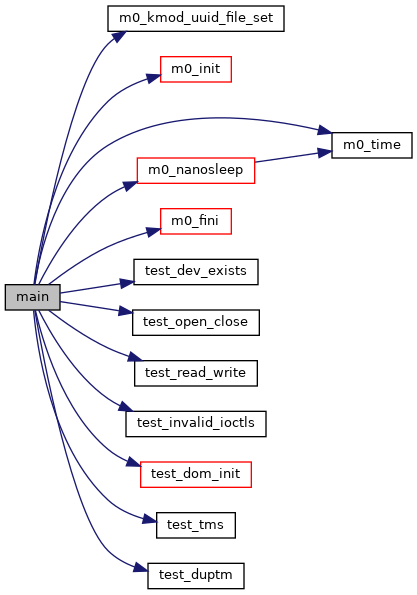 m0_kmod_uuid_file_set
m0_init
m0_time
m0_nanosleep
m0_fini
test_dev_exists
main
test_open_close
test_read_write
test_invalid_ioctls
test_dom_init
test_tms
test_duptm